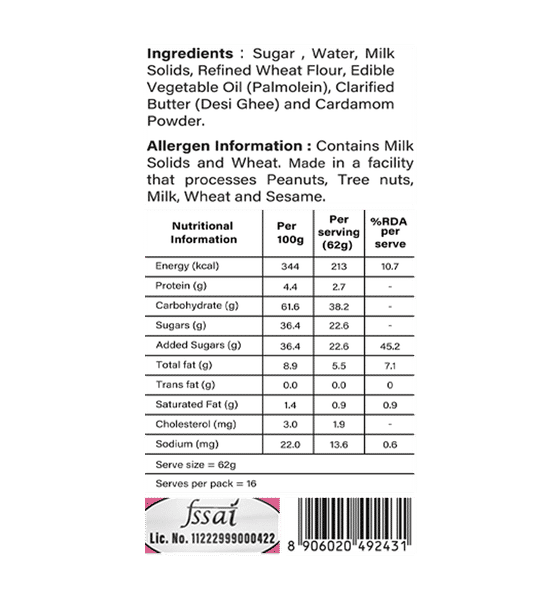 Ingredients : Sugar , Water, Milk
Solids, Refined Wheat Flour, Edible
Vegetable Oil (Palmolein), Clarified
Butter (Desi Ghee) and Cardamom
Powder.
Allergen Information : Contains Milk
Solids and Wheat. Made in a facility
that processes Peanuts, Tree nuts,
Milk, Wheat and Sesame.
Nutritional Information Per 100g Per serving (62g) %RDA per serve
Energy (kcal) 344 213 10.7
Protein (g) 4.4 2.7 -
Carbohydrate (g) 61.6 38.2 -
Sugars (g) 36.4 22.6 -
Added Sugars (g) 36.4 22.6 45.2
Total fat (g) 8.9 5.5 7.1
Trans fat (g) 0.0 0.0 0
Saturated Fat (g) 1.4 0.9 0.9
Cholesterol (mg) 3.0 1.9 -
Sodium (mg) 22.0 13.6 0.6
Serve size = 62g
Serves per pack = 16
fssai
Lic. No. 11222999000422
8 906020 492431